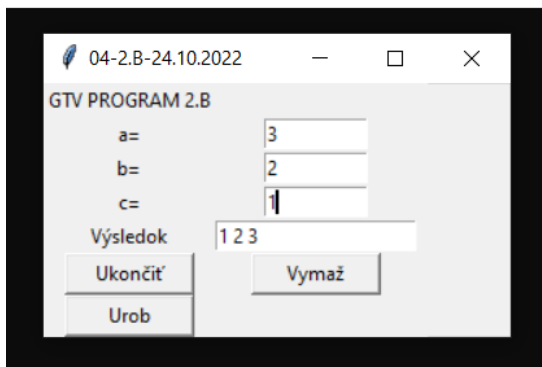 04-2.B-24.10.2022
GTV PROGRAM 2.B
a= 3
b= 2
c= 1
Výsledok 1 2 3
Ukončiť Vymaž
Urob